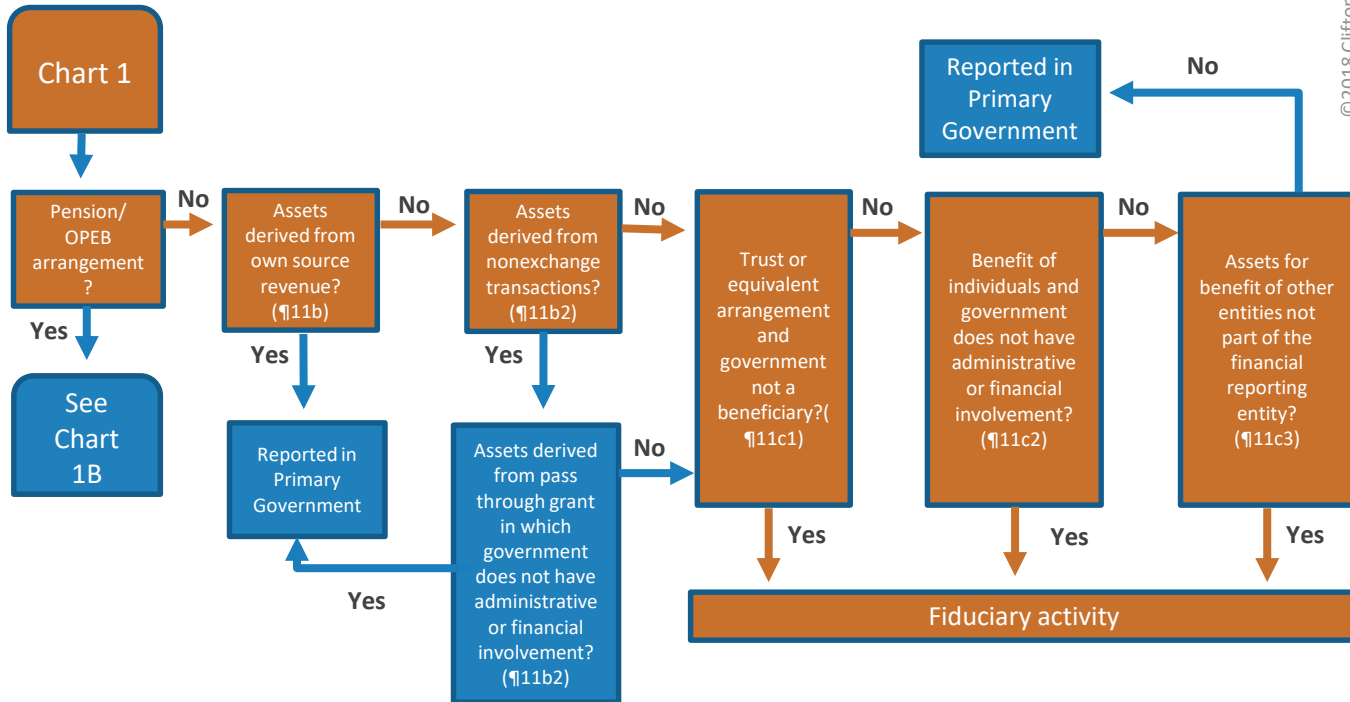 ©2018 Clifton
Chart 1
Reported in
Primary
Government
No
Pension/
OPEB
arrangement
?
No
Assets
derived from
own source
revenue?
(¶11b)
No
Assets
derived from
nonexchange
transactions?
(¶11b2)
No
Trust or
equivalent
arrangement
and
government
not a
beneficiary?(
¶11c1)
No
Benefit of
individuals and
government
does not have
administrative
or financial
involvement?
(¶11c2)
No
Assets for
benefit of other
entities not
part of the
financial
reporting
entity?
(¶11c3)
Yes
Yes
Yes
See
Chart
1B
Reported in
Primary
Government
Assets derived
from pass
through grant
in which
government
does not have
administrative
or financial
involvement?
(¶11b2)
No
Yes
Yes
Yes
Yes
Fiduciary activity